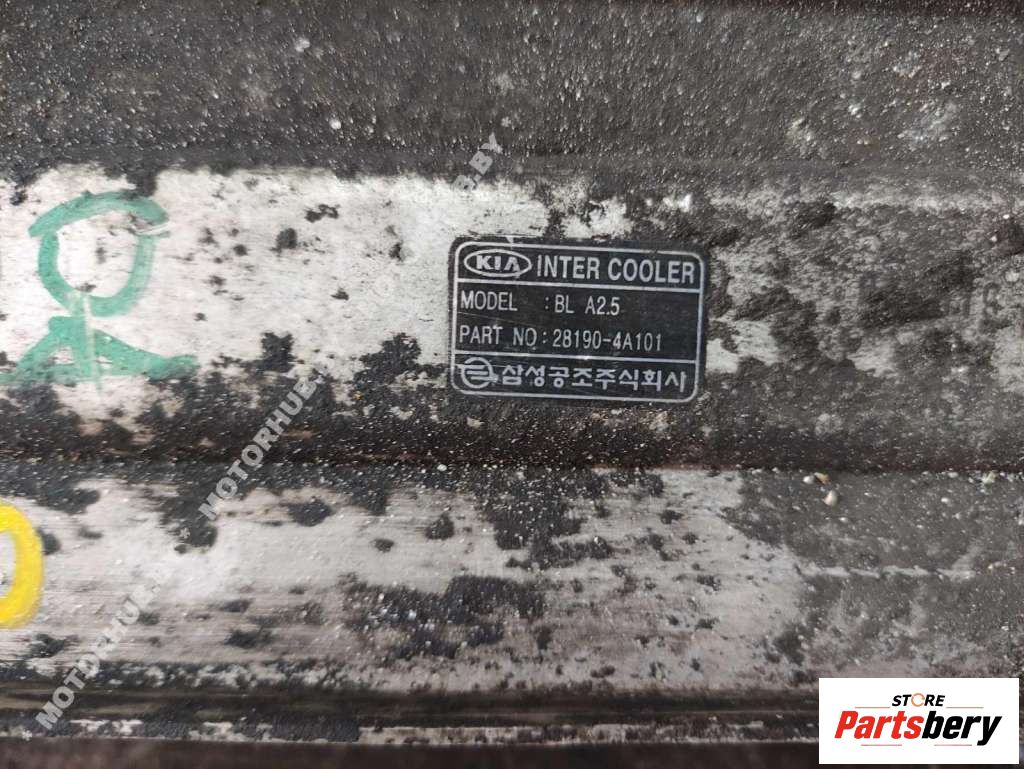 KIA INTER COOLER
MODEL : BL A2.5
PART NO : 28190-4A101
삼성공조주식회사
MOTORHUE.BY
STORE
Partsbery